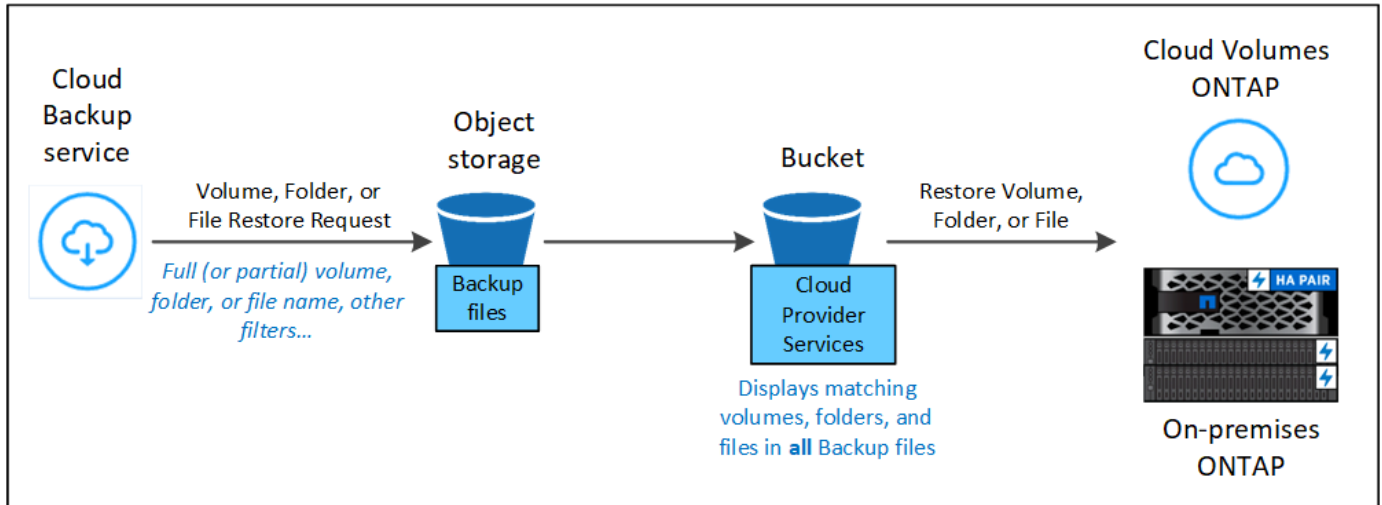 Cloud
Backup
service
Volume, Folder, or
File Restore Request
Full (or partial) volume,
folder, or file name, other
filters...
Object
storage
Backup
files
Bucket
Cloud
Provider
Services
Displays matching
volumes, folders, and
files in all Backup files
Restore Volume,
Folder, or File
Cloud Volumes
ONTAP
HA PAIR
On-premises
ONTAP